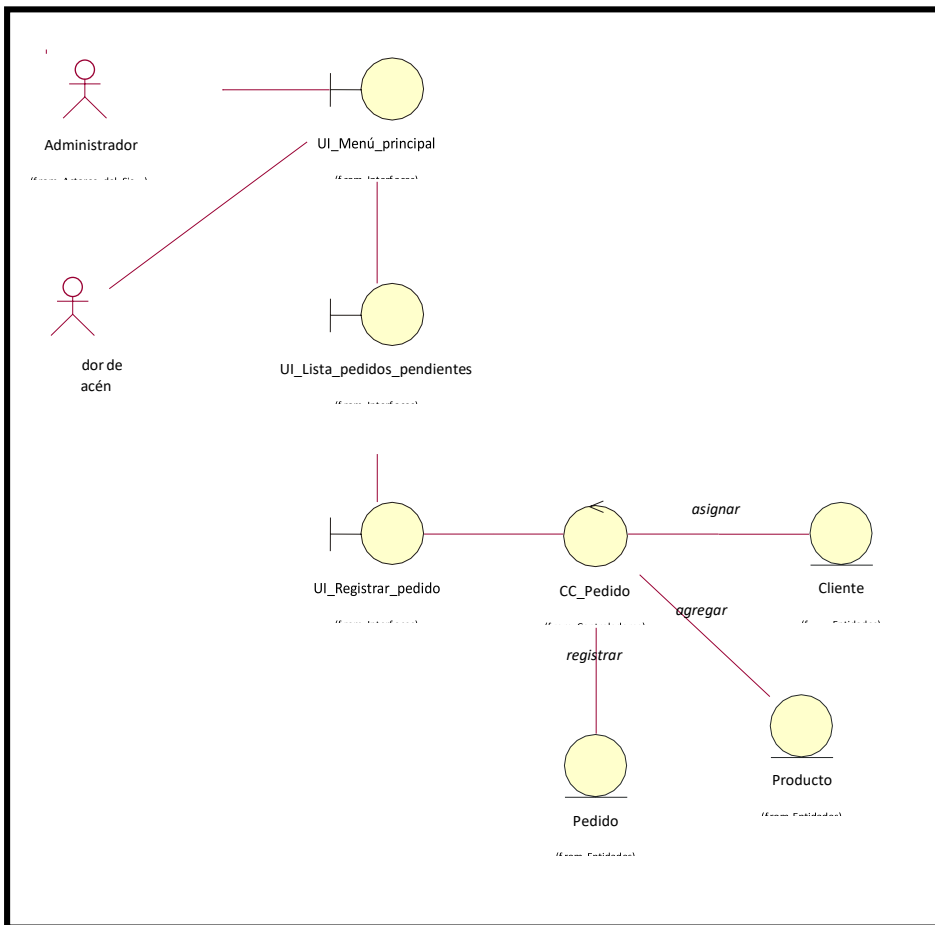 Administrador
UI_Menú_principal
dor de
acén
UI_Lista_pedidos_pendientes
asignar
UI_Registrar_pedido
CC_Pedido
Cliente
agregar
registrar
Producto
Pedido